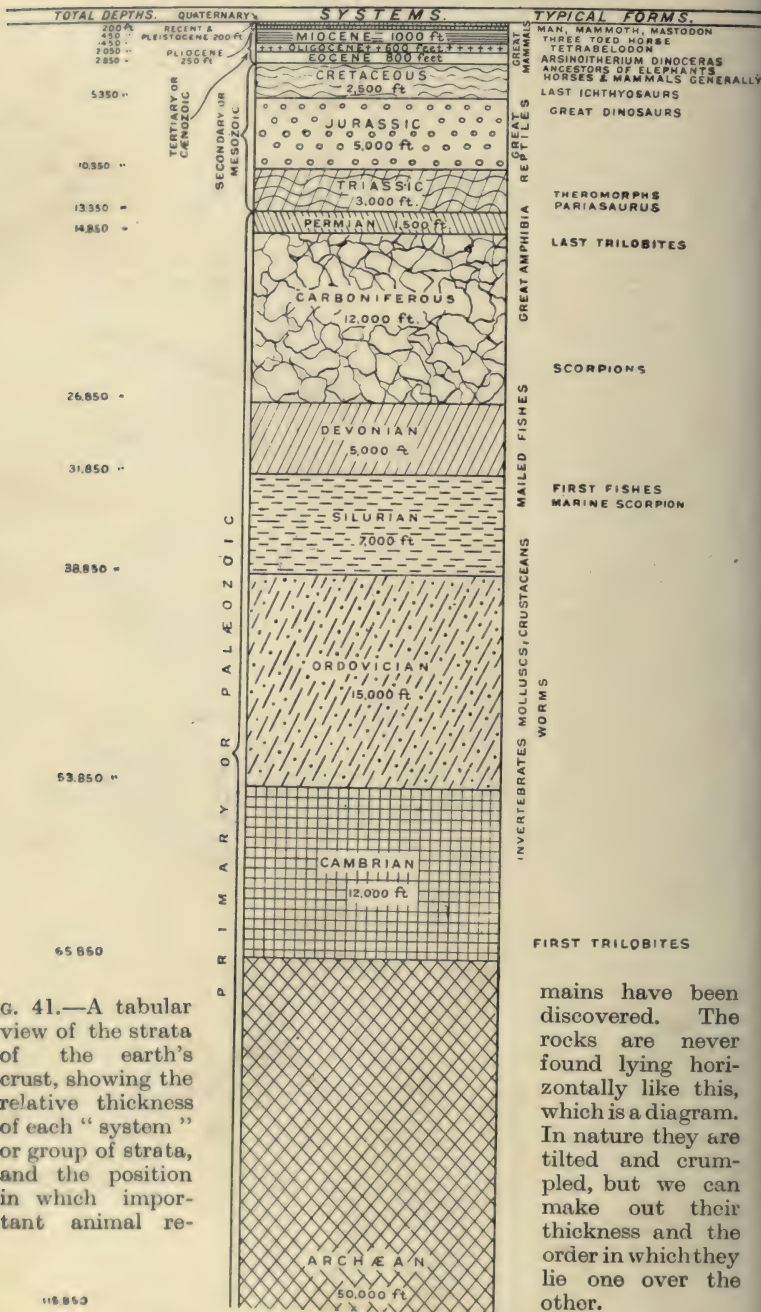 TOTAL DEPTHS. QUATERNARY SYSTEMS. TYPICAL FORMS.
200 ft
450 "
1450 "
2050 "
2850 "
5350 "
10,350 "
13,350 "
14,850 "
26,850 "
31,850 "
38,850 "
53,850 "
65,850
115,850
RECENT &
PLEISTOCENE 200 ft
PLIOCENE
250 ft
TERTIARY OR
CÆNOZOIC
SECONDARY OR
MESOZOIC
PRIMARY OR PALÆOZOIC
MIOCENE 1000 ft
OLIGOCENE 600 feet
EOCENE 800 feet
CRETACEOUS
2,500 ft
JURASSIC
5,000 ft
TRIASSIC
3,000 ft.
PERMIAN 1,500 ft.
CARBONIFEROUS
12,000 ft.
DEVONIAN
5,000 ft
SILURIAN
7,000 ft
ORDOVICIAN
15,000 ft
CAMBRIAN
12,000 ft
ARCHÆAN
50,000 ft
GREAT
MAMMALS
GREAT
REPTILES
GREAT AMPHIBIA
MAILED FISHES
INVERTEBRATES MOLLUSCS, CRUSTACEANS
WORMS
MAN, MAMMOTH, MASTODON
THREE TOED HORSE
TETRABELODON
ARSINOITHERIUM DINOCERAS
ANCESTORS OF ELEPHANTS
HORSES & MAMMALS GENERALLY
LAST ICHTHYOSAURS
GREAT DINOSAURS
THEROMORPHS
PARIASAURUS
LAST TRILOBITES
SCORPIONS
FIRST FISHES
MARINE SCORPION
FIRST TRILOBITES
G. 41.—A tabular
view of the strata
of the earth's
crust, showing the
relative thickness
of each “ system ”
or group of strata,
and the position
in which impor-
tant animal re-
mains have been
discovered. The
rocks are never
found lying hori-
zontally like this,
which is a diagram.
In nature they are
tilted and crum-
pled, but we can
make out their
thickness and the
order in which they
lie one over the
other.